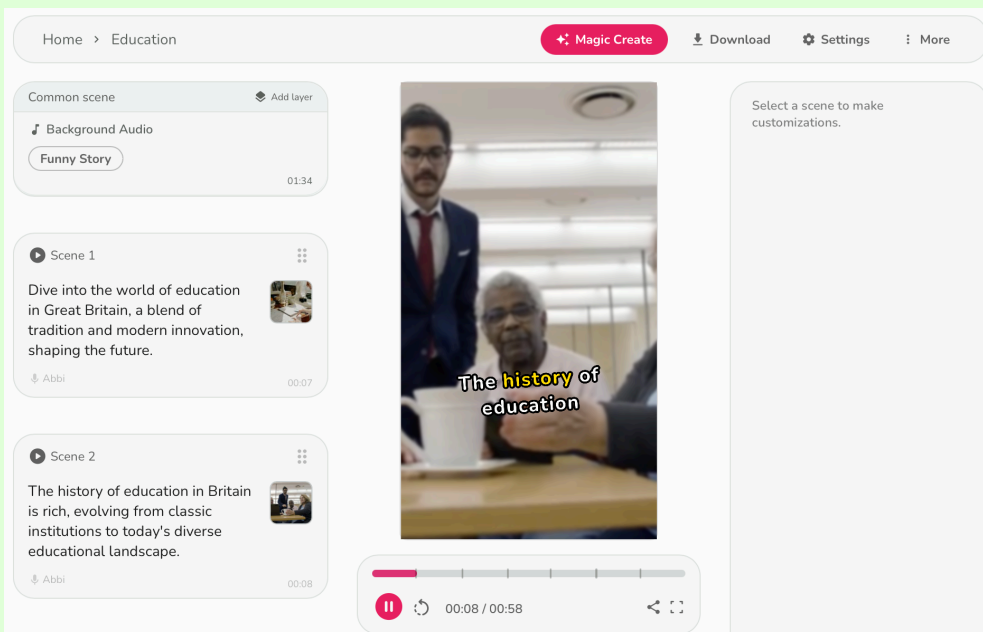 Home > Education
Magic Create
Download
Settings
More
Common scene
Add layer
Background Audio
Funny Story
01:34
Scene 1
Dive into the world of education
in Great Britain, a blend of
tradition and modern innovation,
shaping the future.
Abbi
00:07
Scene 2
The history of education in Britain
is rich, evolving from classic
institutions to today's diverse
educational landscape.
Abbi
00:08
The history of
education
00:08 / 00:58
Select a scene to make
customizations.